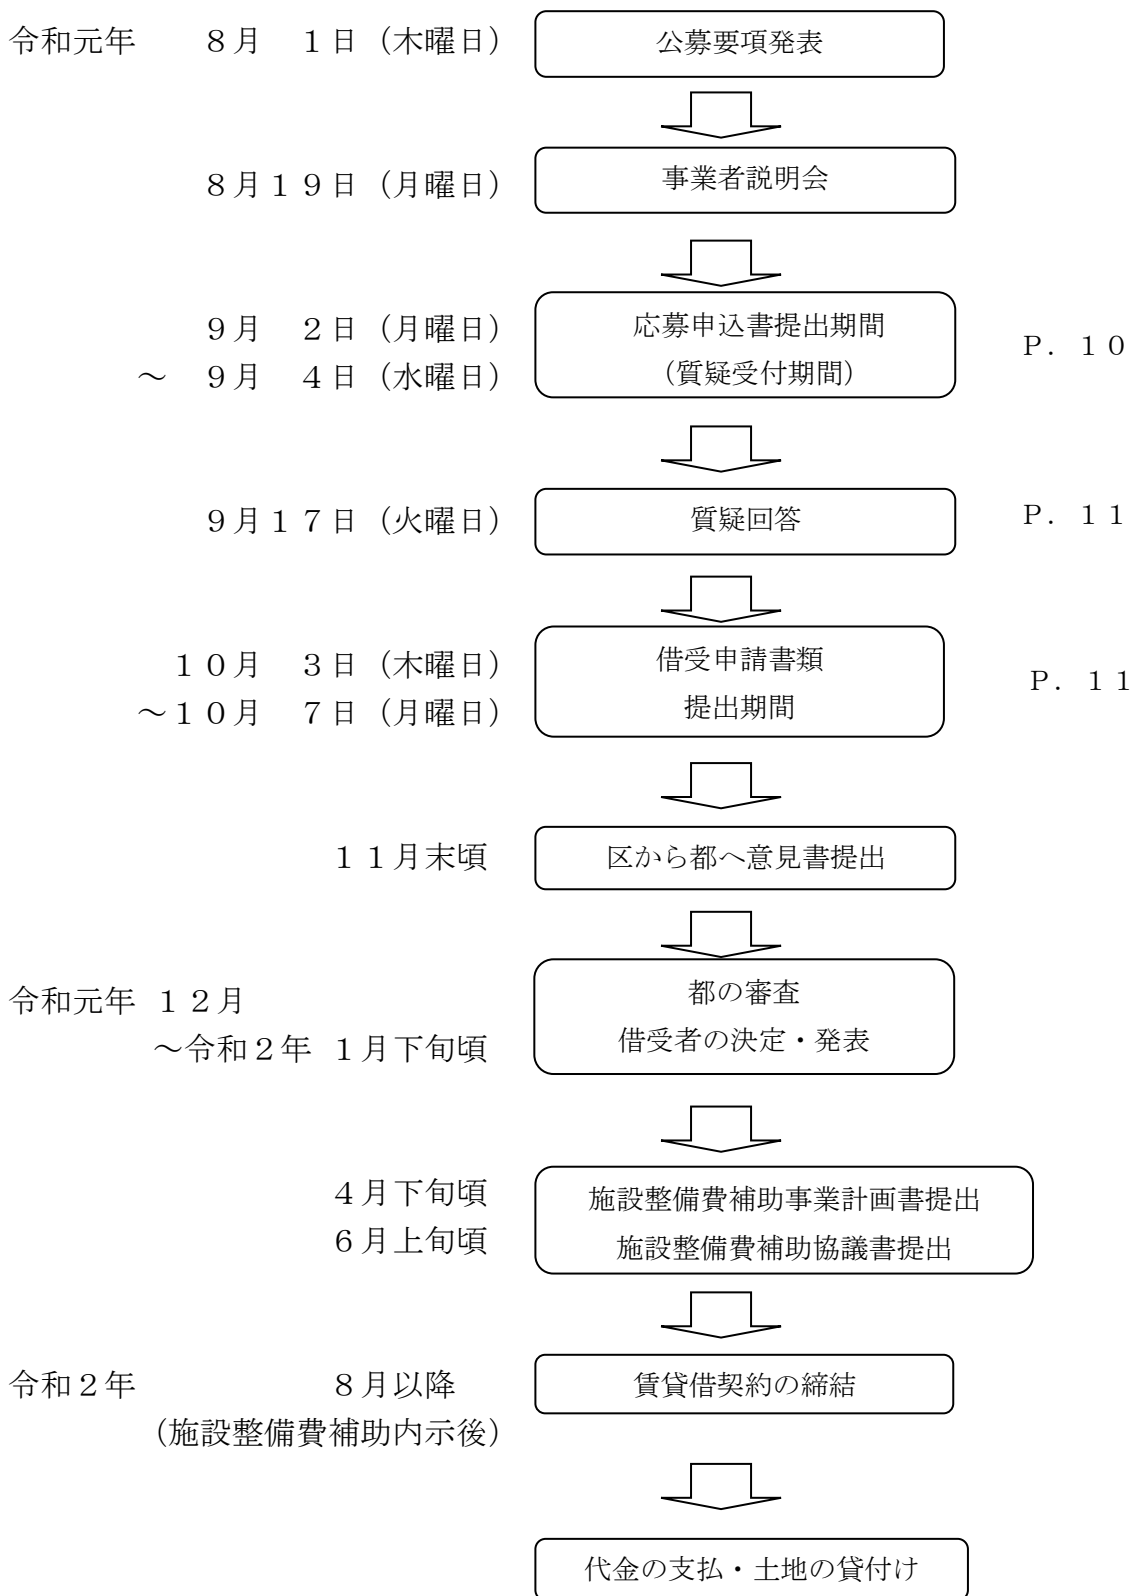 令和元年　　８月　１日（木曜日）　公募要項発表
８月１９日（月曜日）　事業者説明会
９月　２日（月曜日）　応募申込書提出期間　Ｐ．１０
～　９月　４日（水曜日）　（質疑受付期間）
９月１７日（火曜日）　質疑回答　Ｐ．１１
１０月　３日（木曜日）　借受申請書類　Ｐ．１１
～１０月　７日（月曜日）　提出期間
１１月末頃　区から都へ意見書提出
令和元年　１２月　都の審査
～令和２年　１月下旬頃　借受者の決定・発表
４月下旬頃　施設整備費補助事業計画書提出
６月上旬頃　施設整備費補助協議書提出
令和２年　８月以降　賃貸借契約の締結
（施設整備費補助内示後）
代金の支払・土地の貸付け